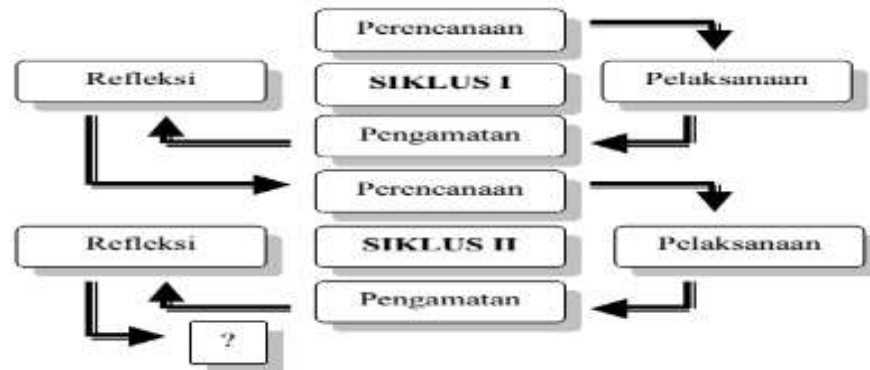 Perencanaan
Refleksi
SIKLUS I
Pelaksanaan
Pengamatan
Perencanaan
Refleksi
SIKLUS II
Pelaksanaan
Pengamatan
?